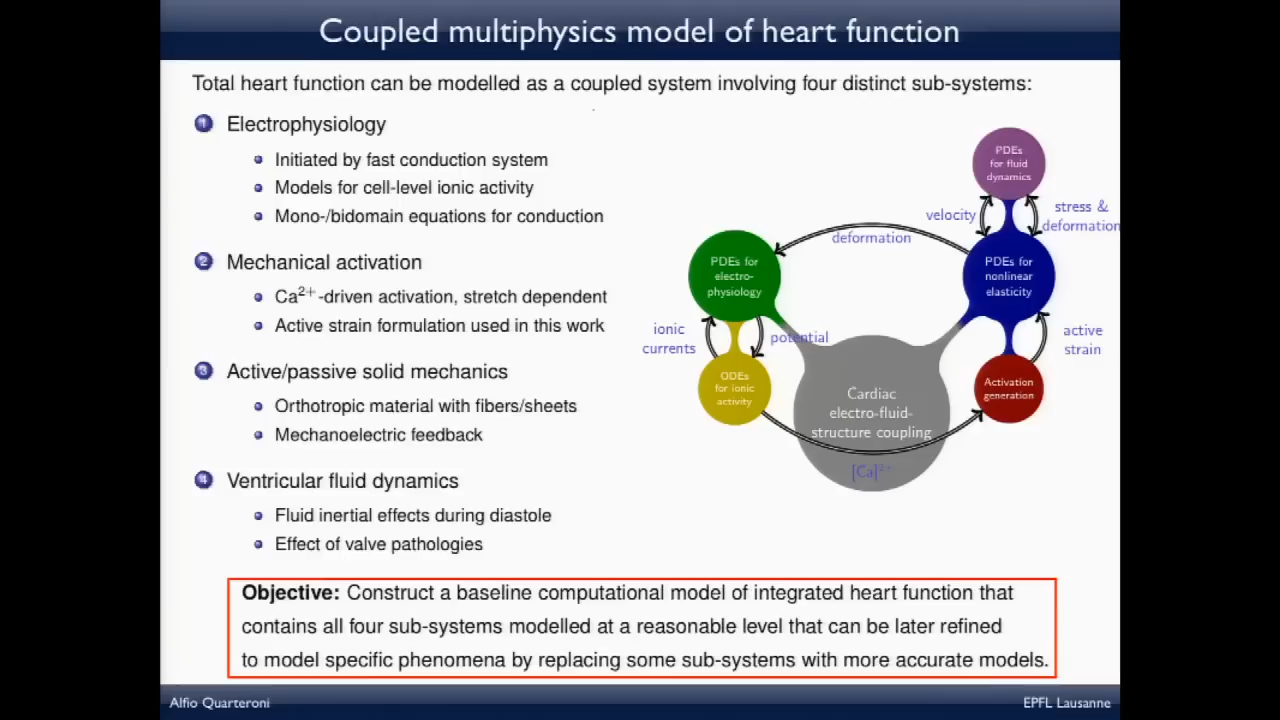 Coupled multiphysics model of heart function
Total heart function can be modelled as a coupled system involving four distinct sub-systems:
1 Electrophysiology
Initiated by fast conduction system
Models for cell-level ionic activity
Mono-/bidomain equations for conduction
2 Mechanical activation
Ca²⁺-driven activation, stretch dependent
Active strain formulation used in this work
3 Active/passive solid mechanics
Orthotropic material with fibers/sheets
Mechanoelectric feedback
4 Ventricular fluid dynamics
Fluid inertial effects during diastole
Effect of valve pathologies
PDEs
for fluid
dynamics
velocity
stress &
deformation
deformation
PDEs for
electro-
physiology
PDEs for
nonlinear
elasticity
ionic
currents
potential
active
strain
ODEs
for ionic
activity
Activation
generation
Cardiac
electro-fluid-
structure coupling
[Ca]²⁺
Objective: Construct a baseline computational model of integrated heart function that
contains all four sub-systems modelled at a reasonable level that can be later refined
to model specific phenomena by replacing some sub-systems with more accurate models.
Alfio Quarteroni
EPFL Lausanne